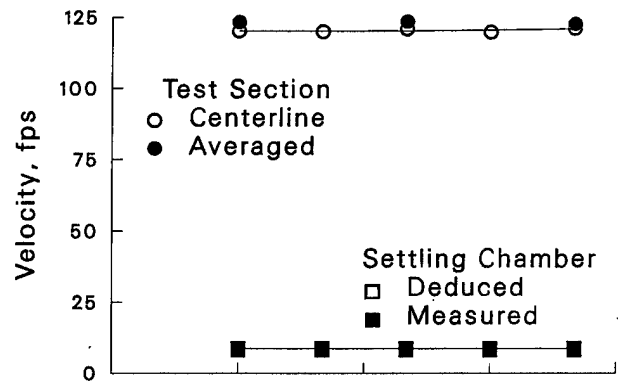 125
100
75
50
25
0
Velocity, fps
Test Section
Centerline
Averaged
Settling Chamber
Deduced
Measured